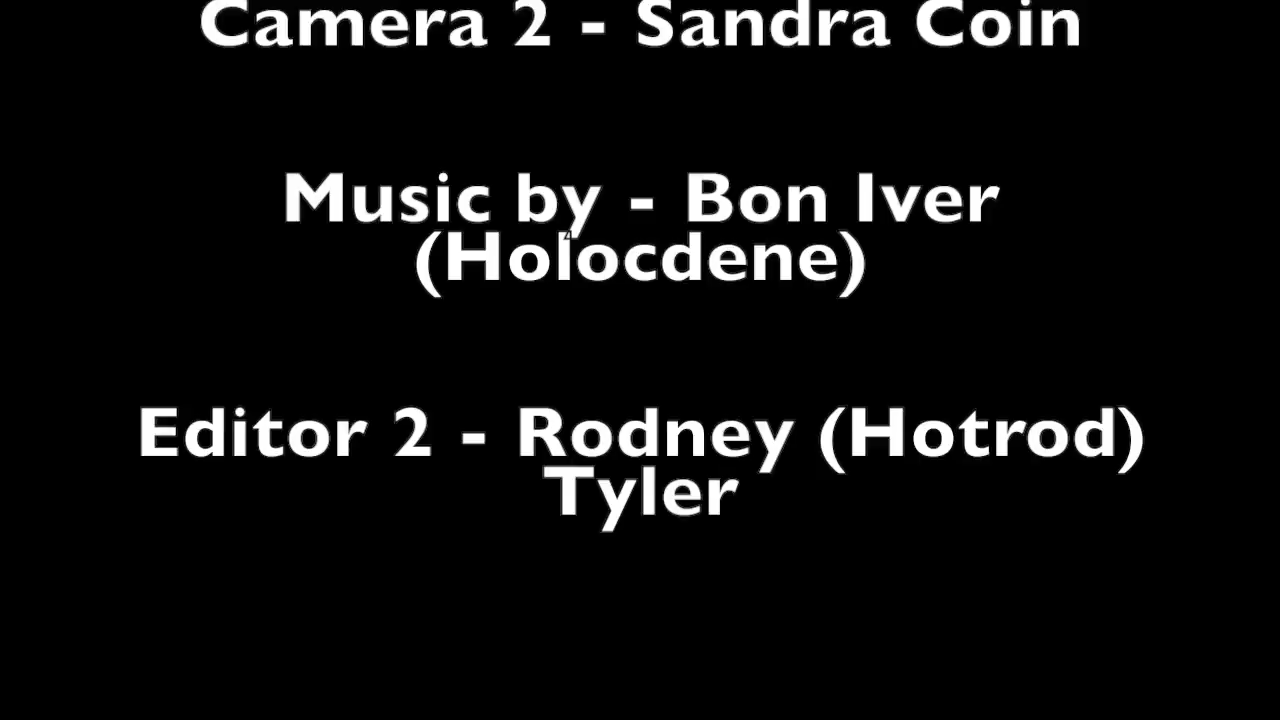 Camera 2 - Sandra Coin
Music by - Bon Iver
(Holocdene)
Editor 2 - Rodney (Hotrod)
Tyler